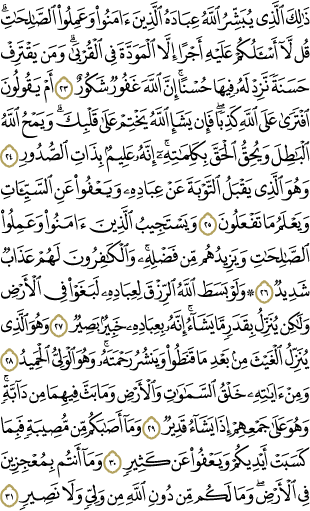 ذَٰلِكَ ٱلَّذِى يُبَشِّرُ ٱللَّهُ عِبَادَهُ ٱلَّذِينَ ءَامَنُوا۟ وَعَمِلُوا۟ ٱلصَّٰلِحَٰتِ ۗ
قُل لَّآ أَسْـَٔلُكُمْ عَلَيْهِ أَجْرًا إِلَّا ٱلْمَوَدَّةَ فِى ٱلْقُرْبَىٰ ۗ وَمَن يَقْتَرِفْ
حَسَنَةً نَّزِدْ لَهُۥ فِيهَا حُسْنًا ۚ إِنَّ ٱللَّهَ غَفُورٌ شَكُورٌ ٢٣ أَمْ يَقُولُونَ
ٱفْتَرَىٰ عَلَى ٱللَّهِ كَذِبًا ۖ فَإِن يَشَإِ ٱللَّهُ يَخْتِمْ عَلَىٰ قَلْبِكَ ۗ وَيَمْحُ ٱللَّهُ
ٱلْبَٰطِلَ وَيُحِقُّ ٱلْحَقَّ بِكَلِمَٰتِهِۦٓ ۚ إِنَّهُۥ عَلِيمٌۢ بِذَاتِ ٱلصُّدُورِ ٢٤
وَهُوَ ٱلَّذِى يَقْبَلُ ٱلتَّوْبَةَ عَنْ عِبَادِهِۦ وَيَعْفُوا۟ عَنِ ٱلسَّيِّـَٔاتِ
وَيَعْلَمُ مَا تَفْعَلُونَ ٢٥ وَيَسْتَجِيبُ ٱلَّذِينَ ءَامَنُوا۟ وَعَمِلُوا۟
ٱلصَّٰلِحَٰتِ وَيَزِيدُهُم مِّن فَضْلِهِۦ ۚ وَٱلْكَٰفِرُونَ لَهُمْ عَذَابٌ
شَدِيدٌ ٢٦ ۞ وَلَوْ بَسَطَ ٱللَّهُ ٱلرِّزْقَ لِعِبَادِهِۦ لَبَغَوْا۟ فِى ٱلْأَرْضِ
وَلَٰكِن يُنَزِّلُ بِقَدَرٍ مَّا يَشَآءُ ۚ إِنَّهُۥ بِعِبَادِهِۦ خَبِيرٌۢ بَصِيرٌ ٢٧ وَهُوَ ٱلَّذِى
يُنَزِّلُ ٱلْغَيْثَ مِنۢ بَعْدِ مَا قَنَطُوا۟ وَيَنشُرُ رَحْمَتَهُۥ ۚ وَهُوَ ٱلْوَلِىُّ ٱلْحَمِيدُ ٢٨
وَمِنْ ءَايَٰتِهِۦ خَلْقُ ٱلسَّمَٰوَٰتِ وَٱلْأَرْضِ وَمَا بَثَّ فِيهِمَا مِن دَآبَّةٍ ۚ
وَهُوَ عَلَىٰ جَمْعِهِمْ إِذَا يَشَآءُ قَدِيرٌ ٢٩ وَمَآ أَصَٰبَكُم مِّن مُّصِيبَةٍ فَبِمَا
كَسَبَتْ أَيْدِيكُمْ وَيَعْفُوا۟ عَن كَثِيرٍ ٣٠ وَمَآ أَنتُم بِمُعْجِزِينَ
فِى ٱلْأَرْضِ ۖ وَمَا لَكُم مِّن دُونِ ٱللَّهِ مِن وَلِىٍّ وَلَا نَصِيرٍ ٣١